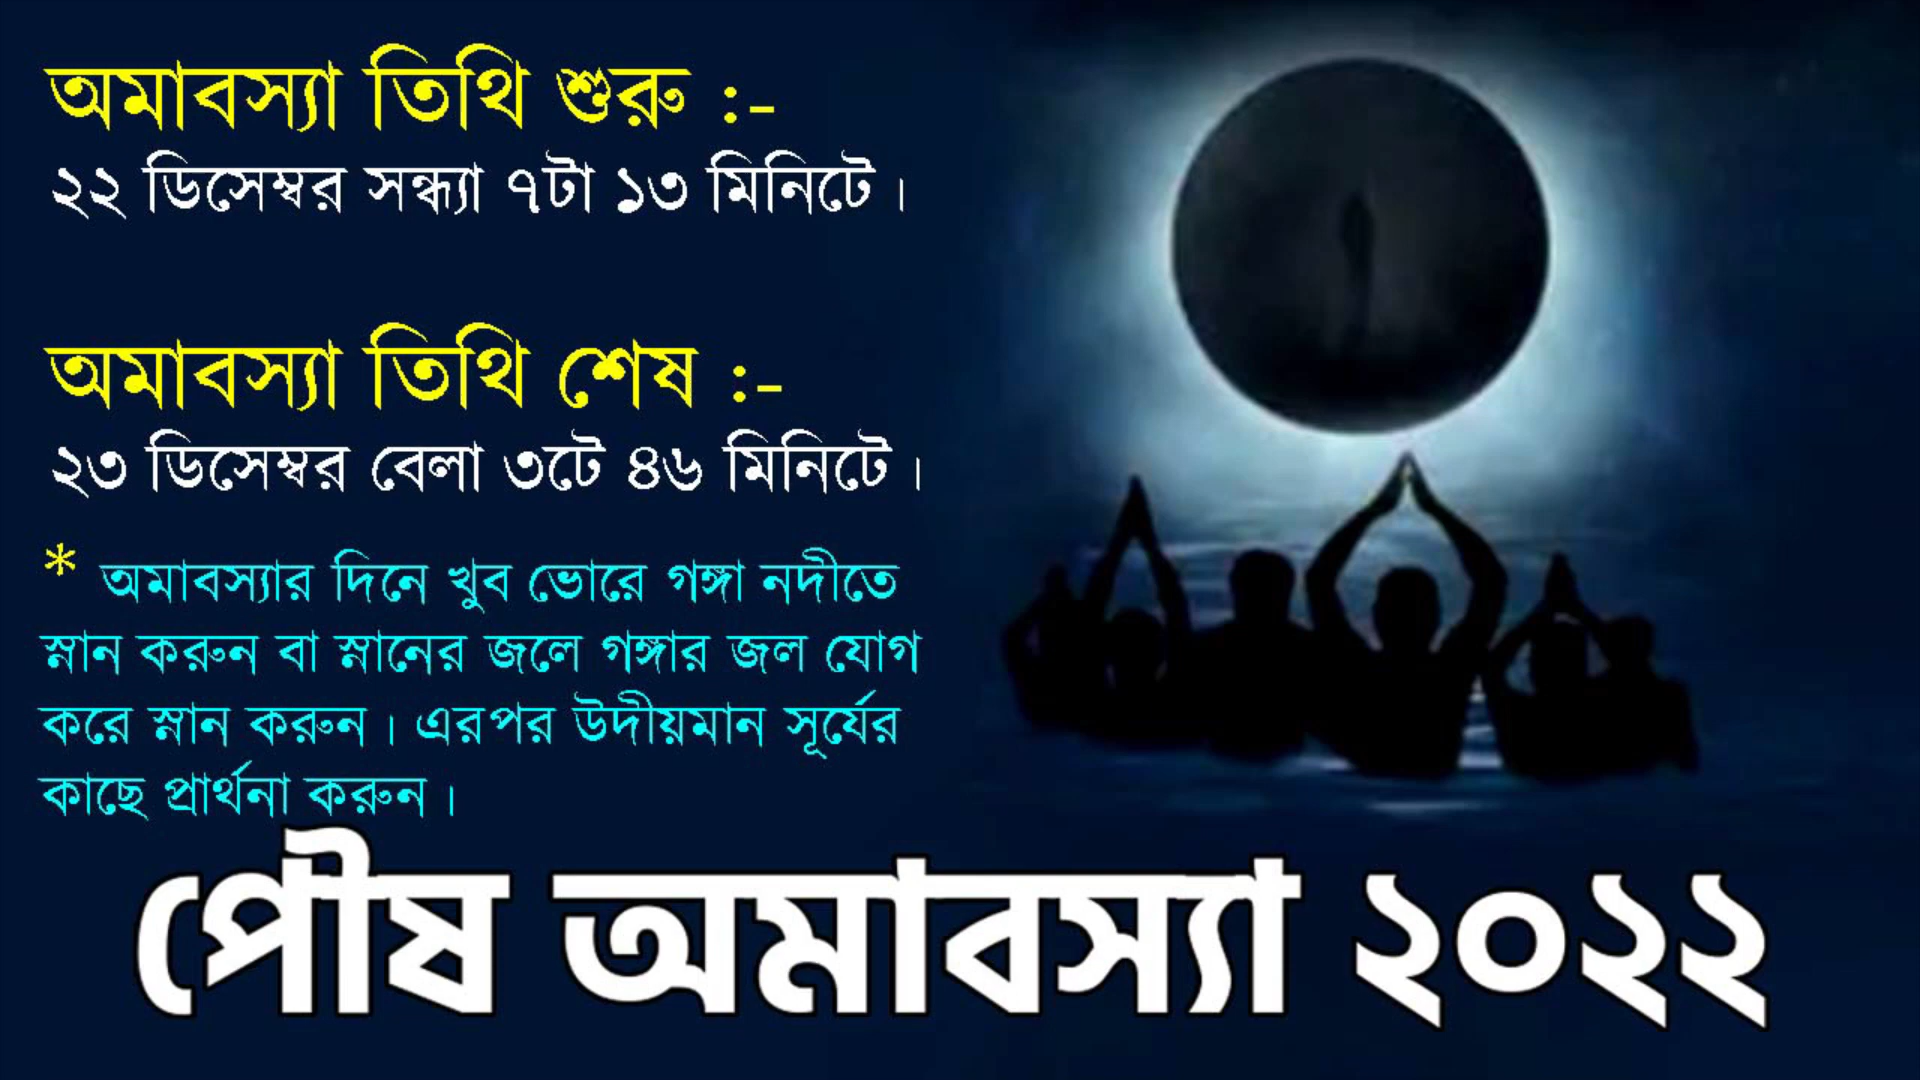 অমাবস্যা তিথি শুরু :-
২২ ডিসেম্বর সন্ধ্যা ৭টা ১৩ মিনিটে।
অমাবস্যা তিথি শেষ :-
২৩ ডিসেম্বর বেলা ৩টে ৪৬ মিনিটে।
* অমাবস্যার দিনে খুব ভোরে গঙ্গা নদীতে
স্নান করুন বা স্নানের জলে গঙ্গার জল যোগ
করে স্নান করুন। এরপর উদীয়মান সূর্যের
কাছে প্রার্থনা করুন।
পৌষ অমাবস্যা ২০২২